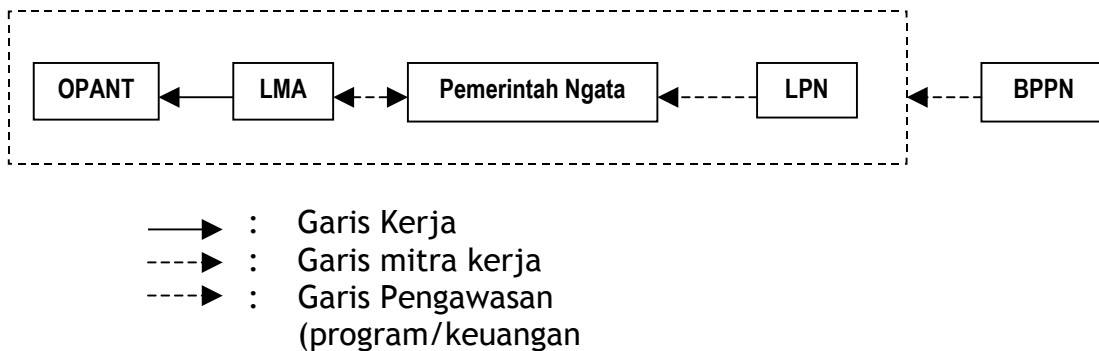 OPANT LMA Pemerintah Ngata LPN BPPN
: Garis Kerja
: Garis mitra kerja
: Garis Pengawasan
(program/keuangan